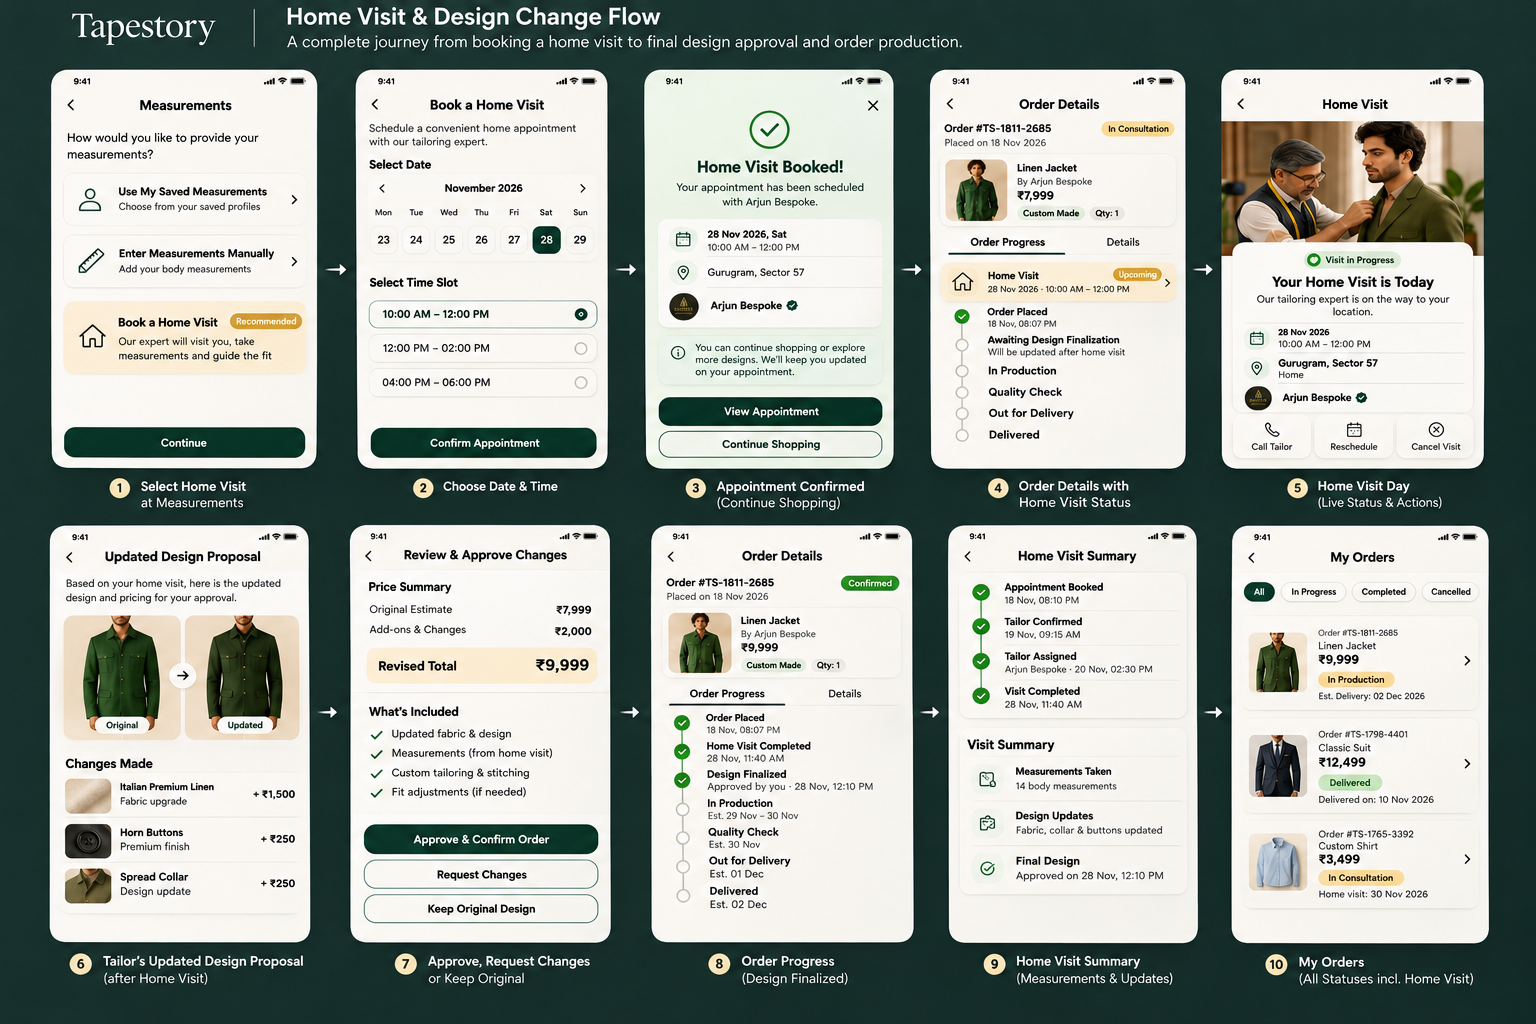 Tapestory
Home Visit & Design Change Flow
A complete journey from booking a home visit to final design approval and order production.
9:41
Measurements
How would you like to provide your
measurements?
Use My Saved Measurements
Choose from your saved profiles
Enter Measurements Manually
Add your body measurements
Book a Home Visit
Recommended
Our expert will visit you, take
measurements and guide the fit
Continue
1
Select Home Visit
at Measurements
9:41
Book a Home Visit
Schedule a convenient home appointment
with our tailoring expert.
Select Date
November 2026
Mon Tue Wed Thu Fri Sat Sun
23 24 25 26 27 28 29
Select Time Slot
10:00 AM – 12:00 PM
12:00 PM – 02:00 PM
04:00 PM – 06:00 PM
Confirm Appointment
2
Choose Date & Time
9:41
Home Visit Booked!
Your appointment has been scheduled
with Arjun Bespoke.
28 Nov 2026, Sat
10:00 AM – 12:00 PM
Gurugram, Sector 57
Arjun Bespoke
You can continue shopping or explore
more designs. We'll keep you updated
on your appointment.
View Appointment
Continue Shopping
3
Appointment Confirmed
(Continue Shopping)
9:41
Order Details
Order #TS-1811-2685
In Consultation
Placed on 18 Nov 2026
Linen Jacket
By Arjun Bespoke
₹7,999
Custom Made
Qty: 1
Order Progress
Details
Home Visit
Upcoming
28 Nov 2026 · 10:00 AM – 12:00 PM
Order Placed
18 Nov, 08:07 PM
Awaiting Design Finalization
Will be updated after home visit
In Production
Quality Check
Out for Delivery
Delivered
4
Order Details with
Home Visit Status
9:41
Home Visit
Visit in Progress
Your Home Visit is Today
Our tailoring expert is on the way to your
location.
28 Nov 2026
10:00 AM – 12:00 PM
Gurugram, Sector 57
Home
Arjun Bespoke
Call Tailor
Reschedule
Cancel Visit
5
Home Visit Day
(Live Status & Actions)
9:41
Updated Design Proposal
Based on your home visit, here is the updated
design and pricing for your approval.
Original
Updated
Changes Made
Italian Premium Linen
Fabric upgrade
+ ₹1,500
Horn Buttons
Premium finish
+ ₹250
Spread Collar
Design update
+ ₹250
6
Tailor's Updated Design Proposal
(after Home Visit)
9:41
Review & Approve Changes
Price Summary
Original Estimate ₹7,999
Add-ons & Changes ₹2,000
Revised Total ₹9,999
What's Included
Updated fabric & design
Measurements (from home visit)
Custom tailoring & stitching
Fit adjustments (if needed)
Approve & Confirm Order
Request Changes
Keep Original Design
7
Approve, Request Changes
or Keep Original
9:41
Order Details
Order #TS-1811-2685
Confirmed
Placed on 18 Nov 2026
Linen Jacket
By Arjun Bespoke
₹9,999
Custom Made
Qty: 1
Order Progress
Details
Order Placed
18 Nov, 08:07 PM
Home Visit Completed
28 Nov, 11:40 AM
Design Finalized
Approved by you · 28 Nov, 12:10 PM
In Production
Est. 29 Nov – 30 Nov
Quality Check
Est. 30 Nov
Out for Delivery
Est. 01 Dec
Delivered
Est. 02 Dec
8
Order Progress
(Design Finalized)
9:41
Home Visit Sumary
Appointment Booked
18 Nov, 08:10 PM
Tailor Confirmed
19 Nov, 09:15 AM
Tailor Assigned
Arjun Bespoke · 20 Nov, 02:30 PM
Visit Completed
28 Nov, 11:40 AM
Visit Summary
Measurements Taken
14 body measurements
Design Updates
Fabric, collar & buttons updated
Final Design
Approved on 28 Nov, 12:10 PM
9
Home Visit Summary
(Measurements & Updates)
9:41
My Orders
All
In Progress
Completed
Cancelled
Order #TS-1811-2685
Linen Jacket
₹9,999
In Production
Est. Delivery: 02 Dec 2026
Order #TS-1798-4401
Classic Suit
₹12,499
Delivered
Delivered on: 10 Nov 2026
Order #TS-1765-3392
Custom Shirt
₹3,499
In Consultation
Home visit: 30 Nov 2026
10
My Orders
(All Statuses incl. Home Visit)